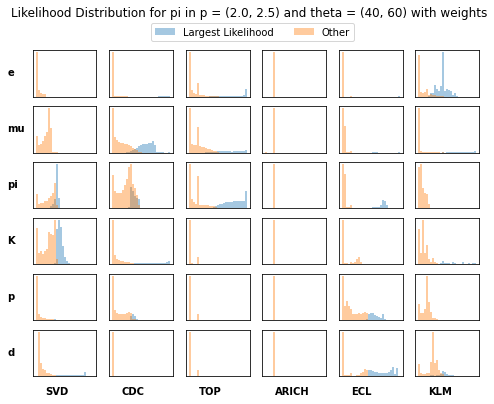 Likelihood Distribution for pi in p = (2.0, 2.5) and theta = (40, 60) with weights
Largest Likelihood Other
e
mu
pi
K
p
d
SVD CDC TOP ARICH ECL KLM